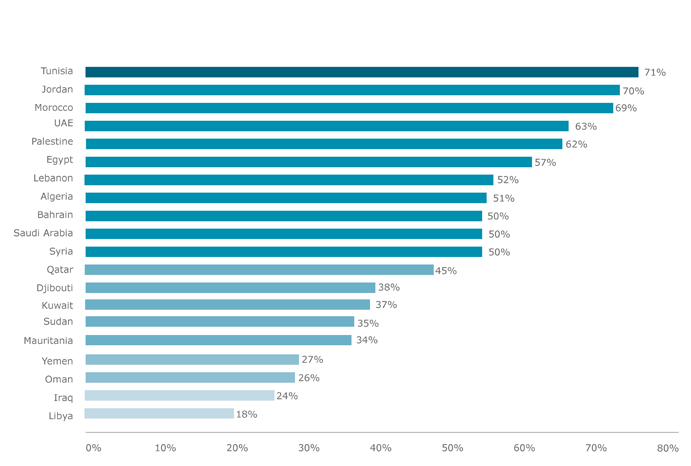 Tunisia 71%
Jordan 70%
Morocco 69%
UAE 63%
Palestine 62%
Egypt 57%
Lebanon 52%
Algeria 51%
Bahrain 50%
Saudi Arabia 50%
Syria 50%
Qatar 45%
Djibouti 38%
Kuwait 37%
Sudan 35%
Mauritania 34%
Yemen 27%
Oman 26%
Iraq 24%
Libya 18%
0% 10% 20% 30% 40% 50% 60% 70% 80%